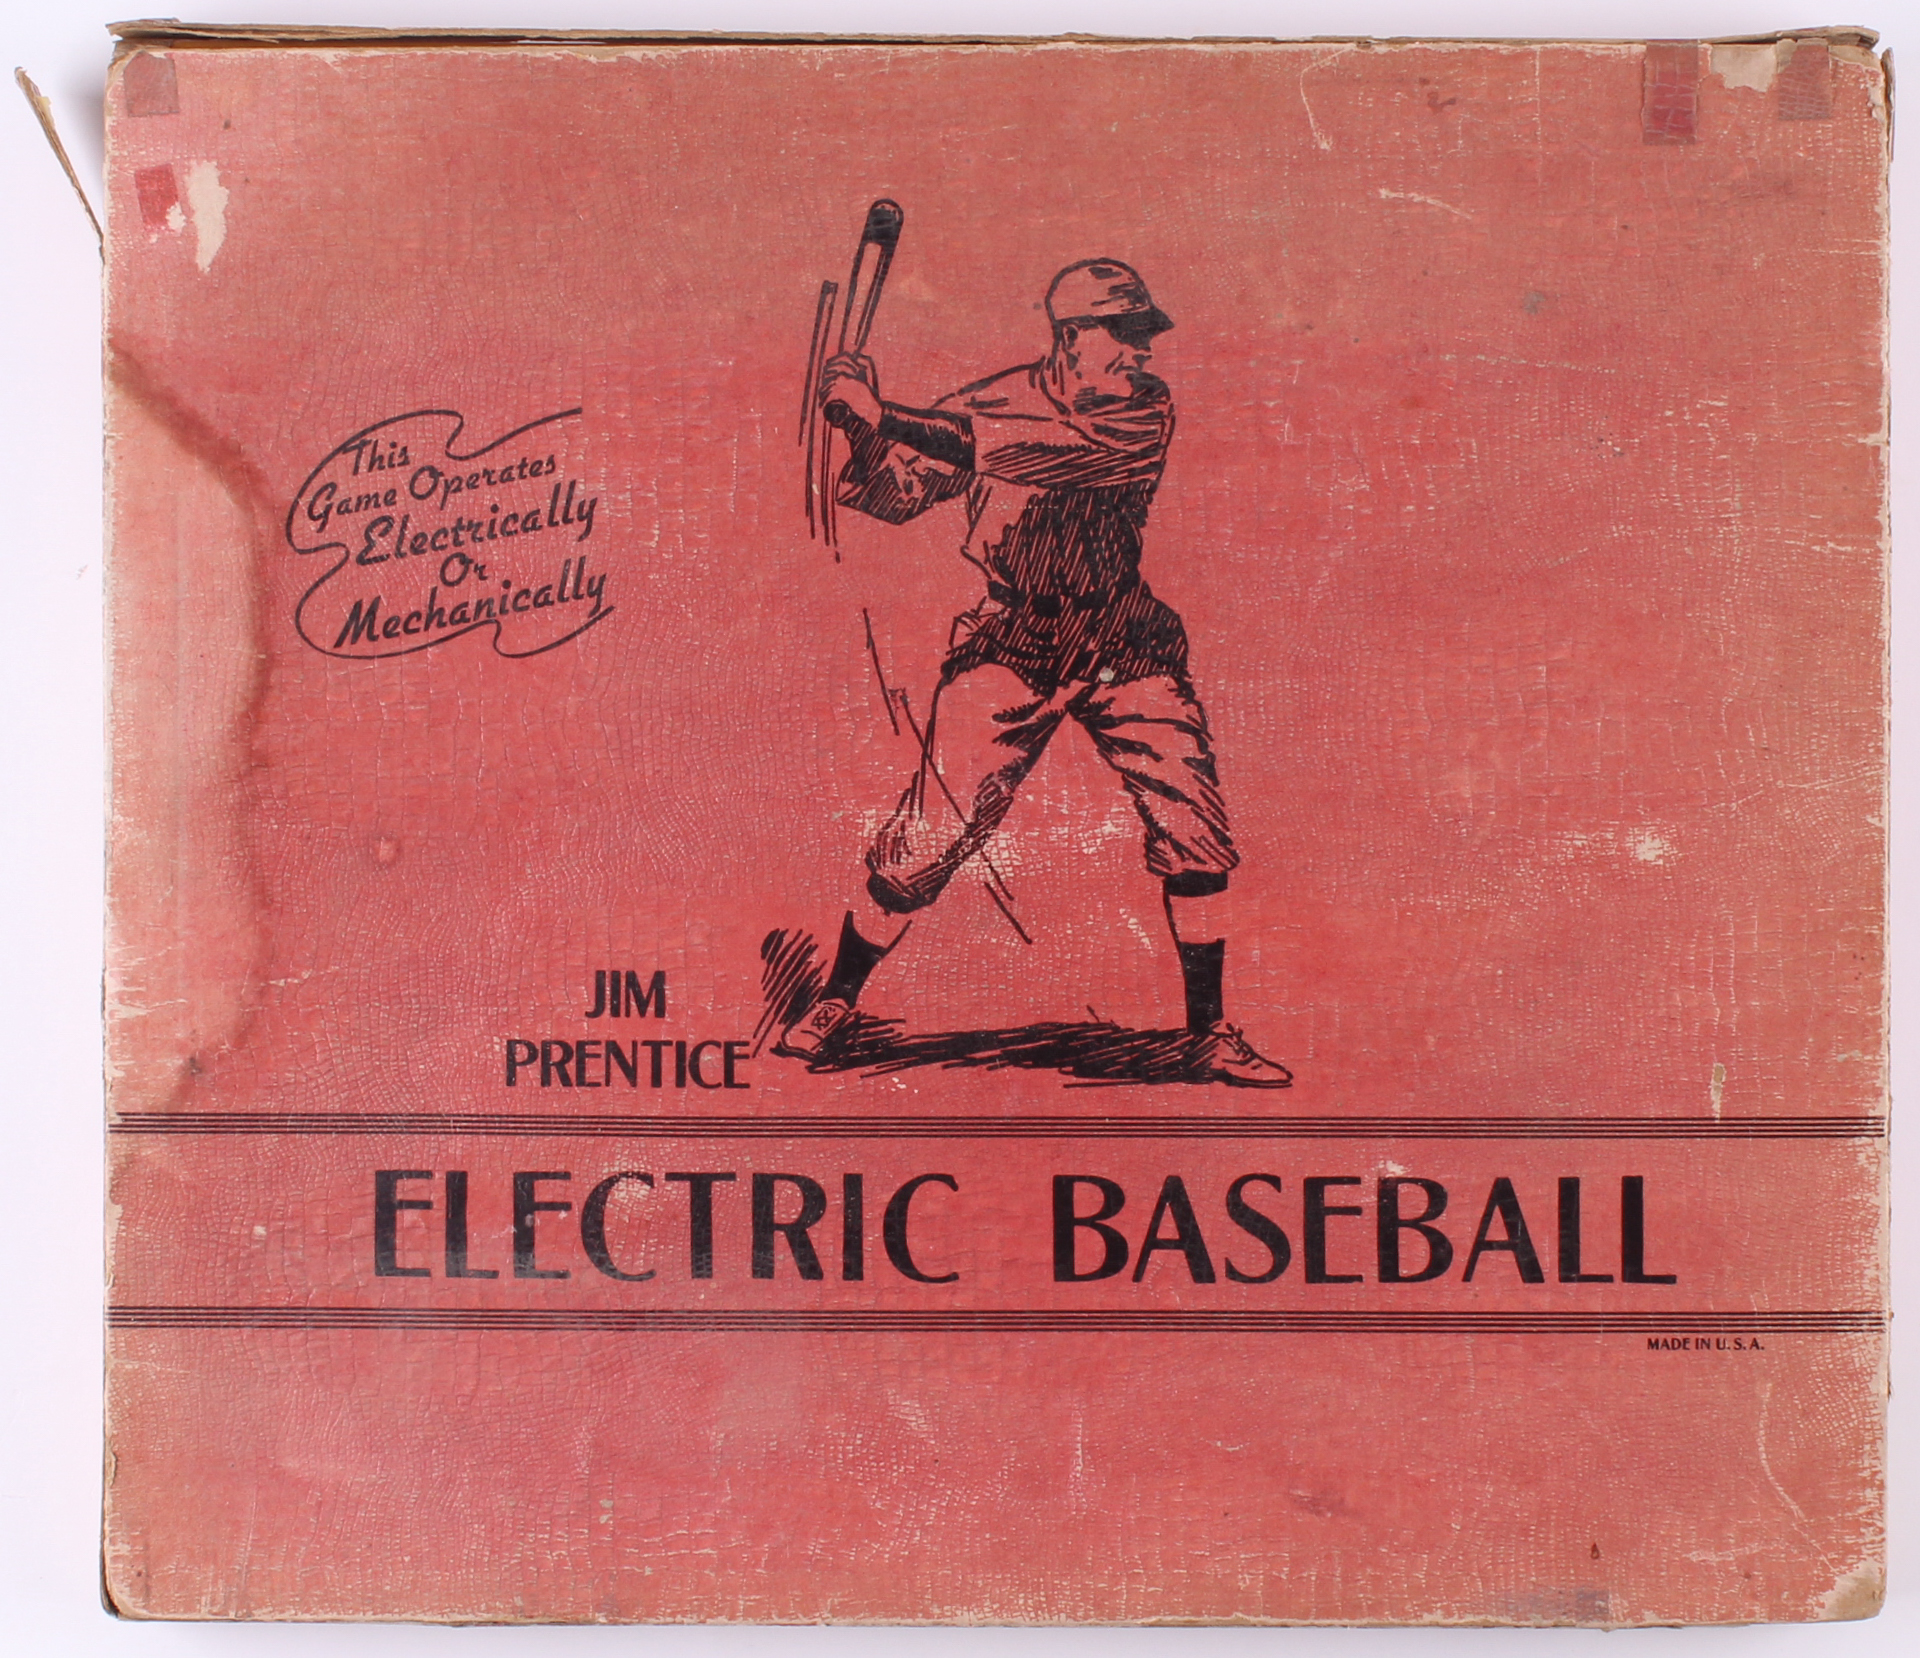 This
Game Operates
Electrically
Or
Mechanically
JIM
PRENTICE
ELECTRIC BASEBALL
MADE IN U.S.A.